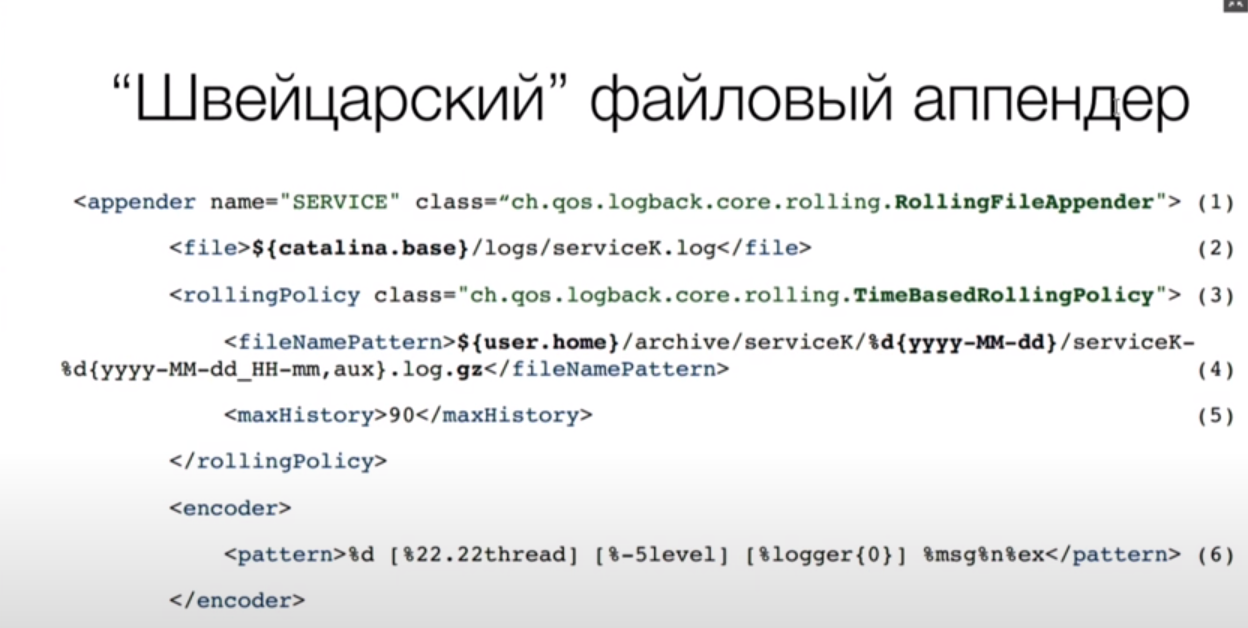 “Швейцарский” файловый аппендер
<appender name="SERVICE" class=“ch.qos.logback.core.rolling.RollingFileAppender"> (1)
<file>${catalina.base}/logs/serviceK.log</file> (2)
<rollingPolicy class="ch.qos.logback.core.rolling.TimeBasedRollingPolicy"> (3)
<fileNamePattern>${user.home}/archive/serviceK/%d{yyyy-MM-dd}/serviceK-
%d{yyyy-MM-dd_HH-mm,aux}.log.gz</fileNamePattern> (4)
<maxHistory>90</maxHistory> (5)
</rollingPolicy>
<encoder>
<pattern>%d [%22.22thread] [%-5level] [%logger{0}] %msg%n%ex</pattern> (6)
</encoder>